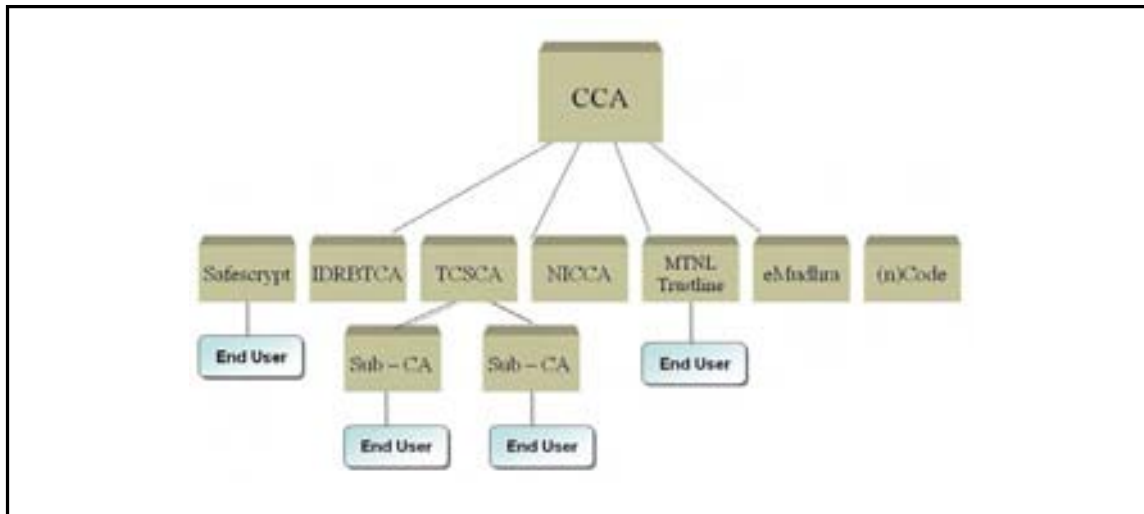 CCA
Safescrypt
IDRBTCA
TCSCA
NICCA
MTNL
Trustline
eMudhra
(n)Code
End User
Sub – CA
Sub – CA
End User
End User
End User